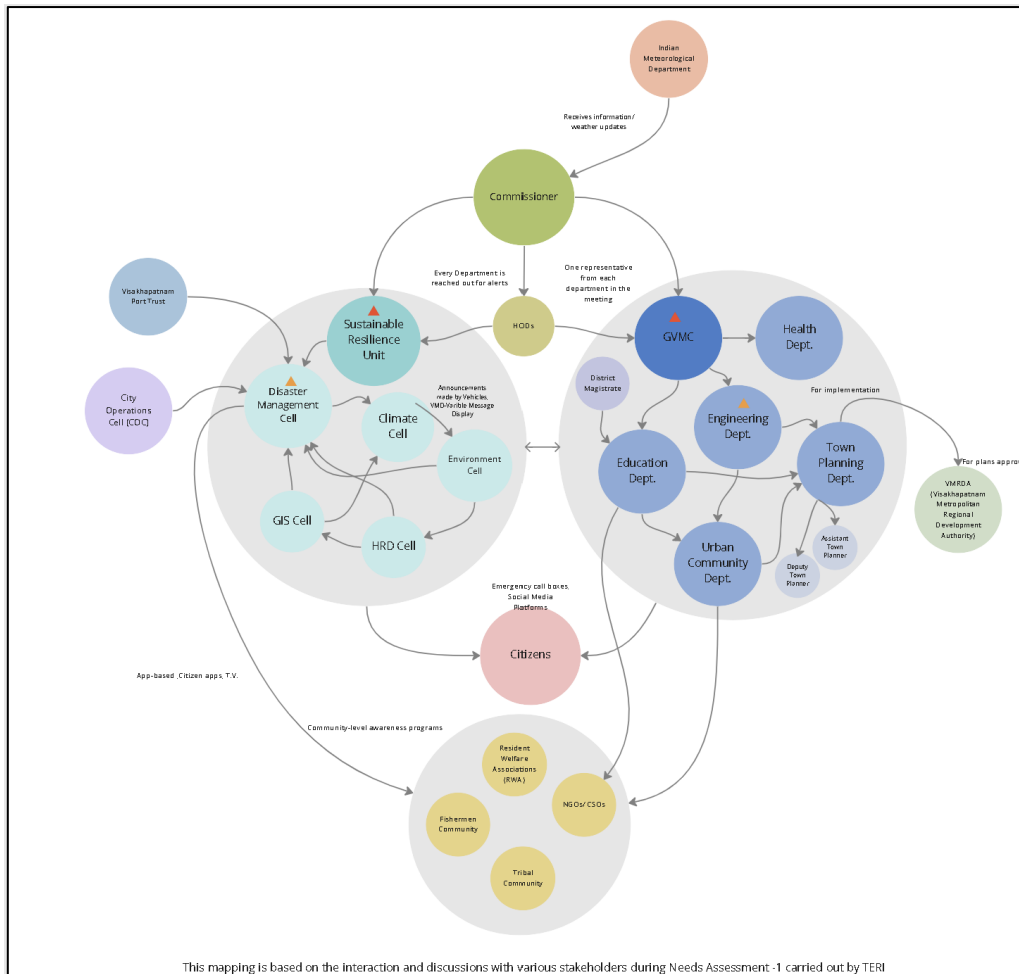 Indian
Meteorological
Department
Receives information/
weather updates
Commissioner
Every Department is
reached out for alerts
One representative
from each
department in the
meeting
Visakhapatnam
Port Trust
HODs
Sustainable
Resilience
Unit
GVMC
Health
Dept.
City
Operations
Cell [COC]
Disaster
Management
Cell
Climate
Cell
Announcements
made by Vehicles,
VMD-Varible Message
Display
Environment
Cell
GIS Cell
HRD Cell
District
Magistrate
Engineering
Dept.
For implementation
Education
Dept.
Town
Planning
Dept.
For plans approv
VMRDA
(Visakhapatnam
Metropolitan
Regional
Development
Authority)
Urban
Community
Dept.
Assistant
Town
Planner
Deputy
Town
Planner
Emergency call boxes,
Social Media
Platforms
Citizens
App-based ,Citizen apps, T.V.
Community-level awareness programs
Resident
Welfare
Associations
(RWA)
NGOs/ CSOs
Fishermen
Community
Tribal
Community
This mapping is based on the interaction and discussions with various stakeholders during Needs Assessment -1 carried out by TERI